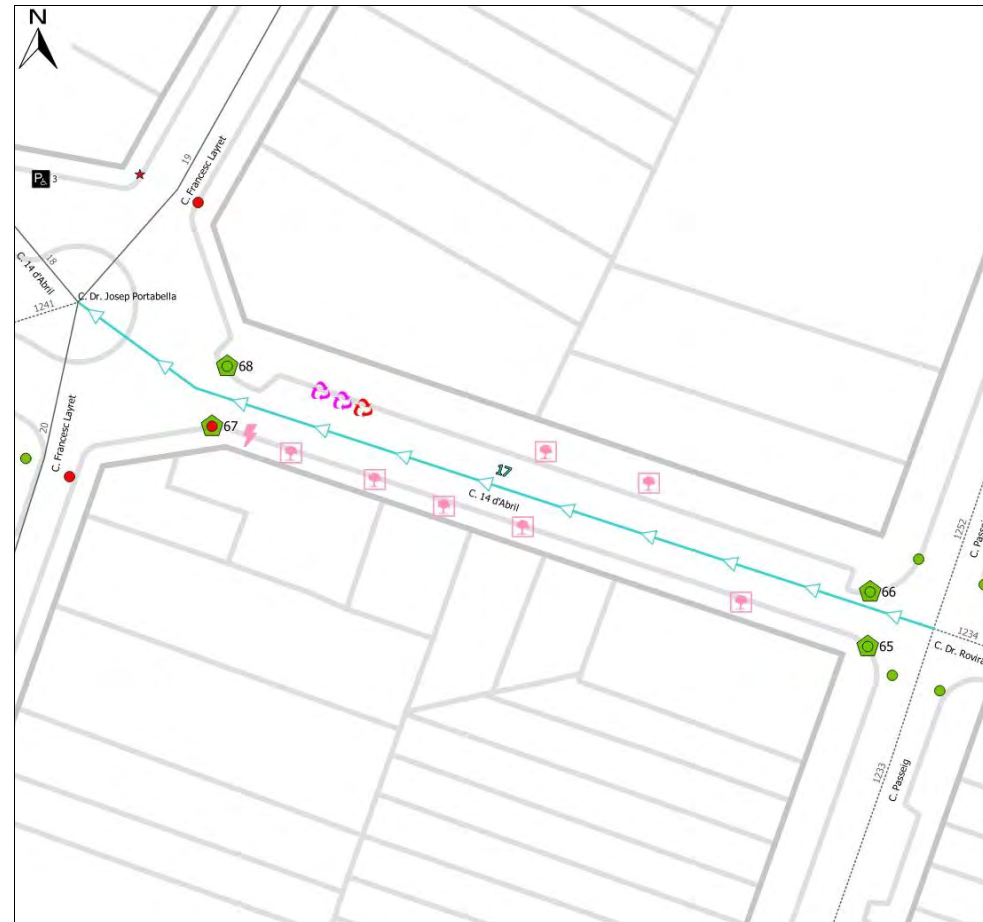 N
19
C. Francesc Layret
P 3
18
C. 14 d'Abril
C. Dr. Josep Portabella
1241
68
67
20
C. Francesc Layret
17
C. 14 d'Abril
1252
C. Passei
66
1234
65
C. Dr. Rovira
1233
C. Passeig